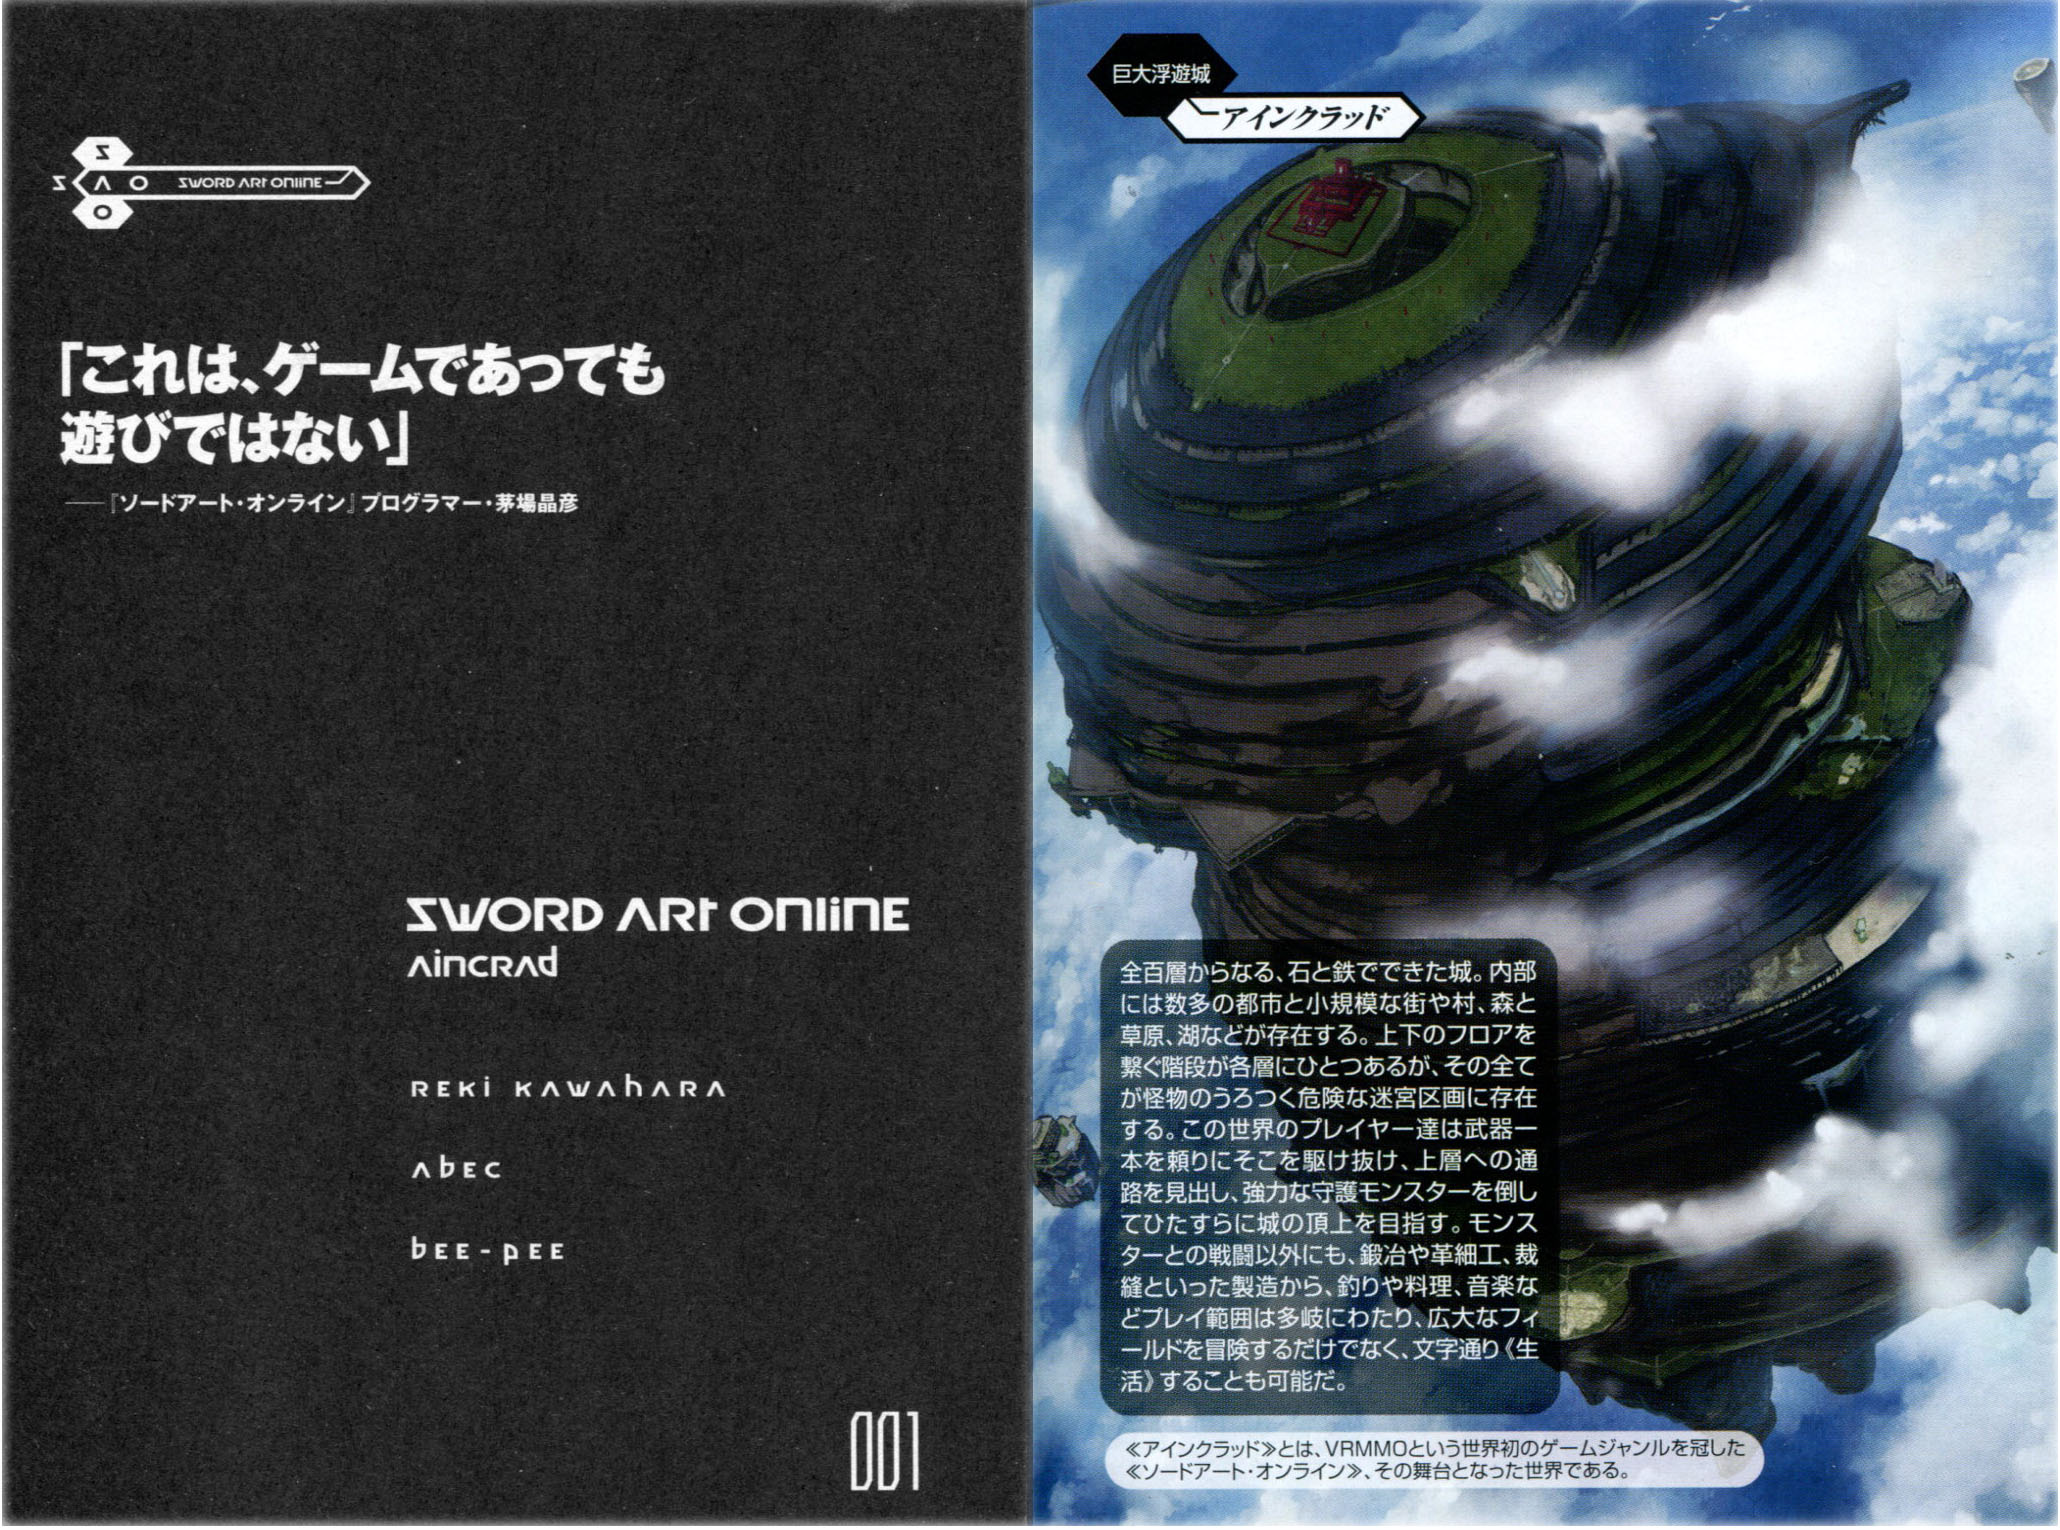 S
S A O SWORD ART ONLINE
O
「これは、ゲームであっても
遊びではない」
──『ソードアート・オンライン』プログラマー・茅場晶彦
SWORD ART ONLINE
AINCRAD
REKI KAWAHARA
ABEC
BEE-PEE
001
巨大浮遊城
アインクラッド
全百層からなる、石と鉄でできた城。内部
には数多の都市と小規模な街や村、森と
草原、湖などが存在する。上下のフロアを
繋ぐ階段が各層にひとつあるが、その全て
が怪物のうろつく危険な迷宮区画に存在
する。この世界のプレイヤー達は武器一
本を頼りにそこを駆け抜け、上層への通
路を見出し、強力な守護モンスターを倒し
てひたすらに城の頂上を目指す。モンス
ターとの戦闘以外にも、鍛冶や革細工、裁
縫といった製造から、釣りや料理、音楽な
どプレイ範囲は多岐にわたり、広大なフィ
ールドを冒険するだけでなく、文字通り《生
活》することも可能だ。
≪アインクラッド≫とは、VRMMOという世界初のゲームジャンルを冠した
≪ソードアート・オンライン≫、その舞台となった世界である。